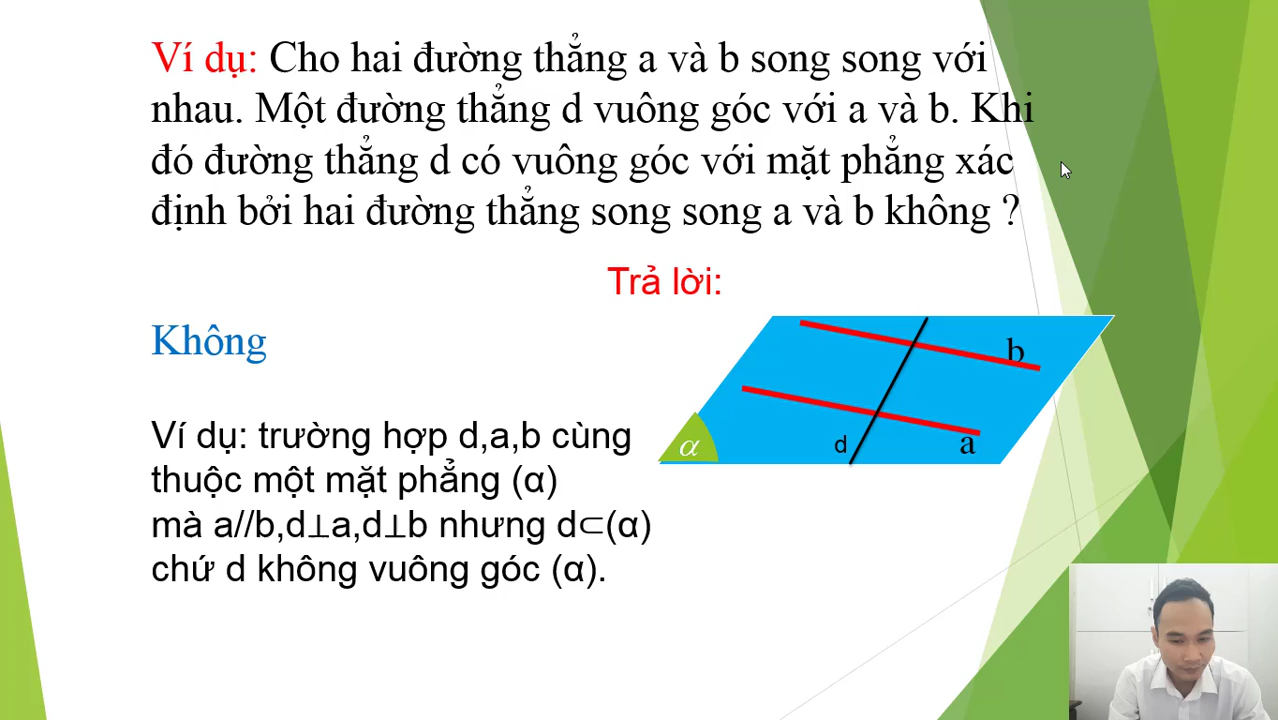 Ví dụ: Cho hai đường thẳng a và b song song với
nhau. Một đường thẳng d vuông góc với a và b. Khi
đó đường thẳng d có vuông góc với mặt phẳng xác
định bởi hai đường thẳng song song a và b không ?
Trả lời:
Không
Ví dụ: trường hợp d,a,b cùng
thuộc một mặt phẳng (α)
mà a//b,d⊥a,d⊥b nhưng d⊂(α)
chứ d không vuông góc (α).
b
α
d
a